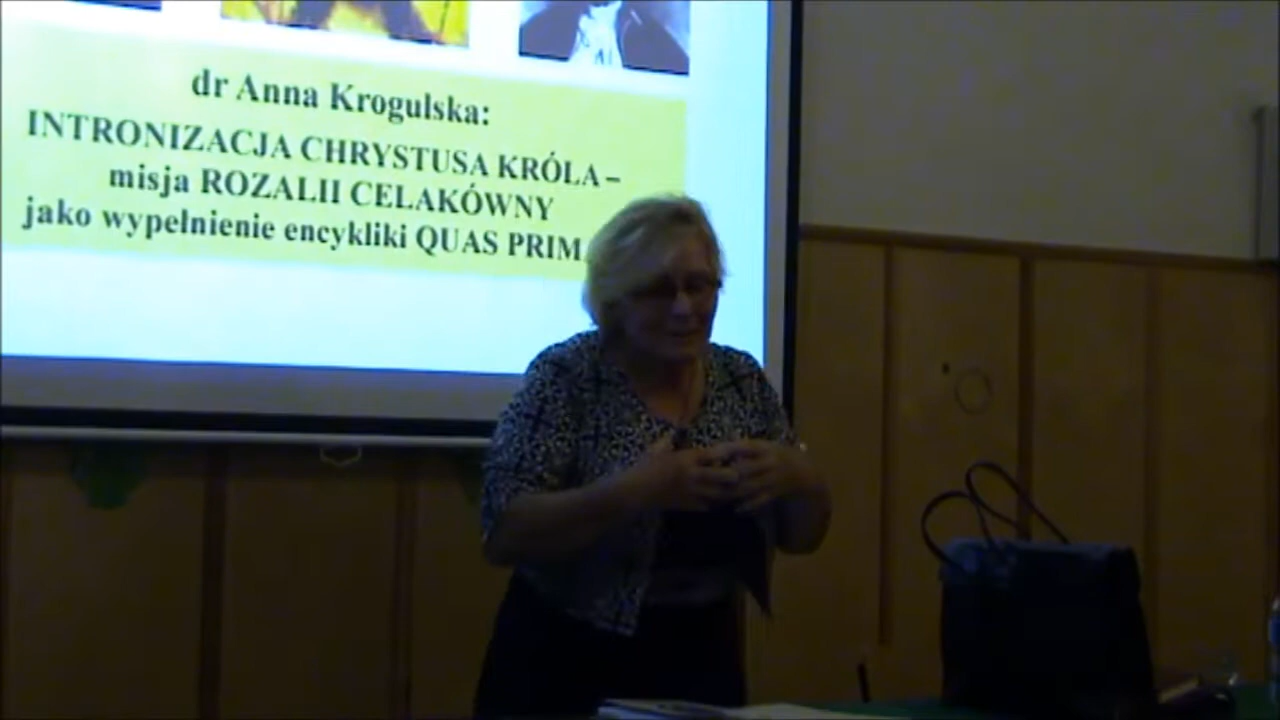 dr Anna Krogulska:
INTRONIZACJA CHRYSTUSA KRÓLA –
misja ROZALII CELAKÓWNY
jako wypełnienie encykliki QUAS PRIM